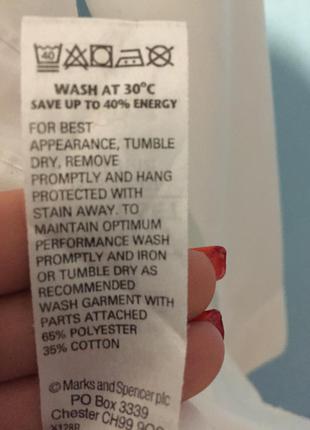 40
WASH AT 30°C
SAVE UP TO 40% ENERGY
FOR BEST
APPEARANCE, TUMBLE
DRY, REMOVE
PROMPTLY AND HANG
PROTECTED WITH
STAIN AWAY. TO
MAINTAIN OPTIMUM
PERFORMANCE WASH
PROMPTLY AND IRON
OR TUMBLE DRY AS
RECOMMENDED
WASH GARMENT WITH
PARTS ATTACHED
65% POLYESTER
35% COTTON
© Marks and Spencer plc
PO Box 3339
Chester CH99